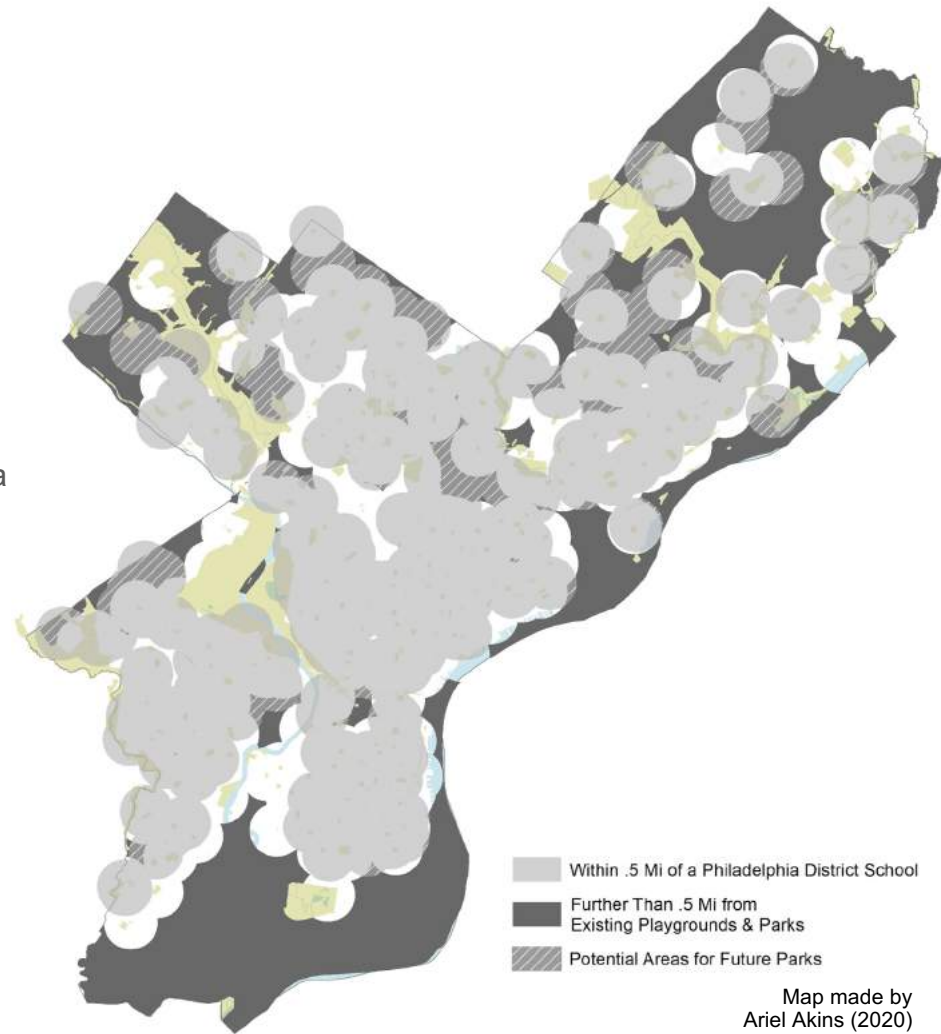 a
Within .5 Mi of a Philadelphia District School
Further Than .5 Mi from
Existing Playgrounds & Parks
Potential Areas for Future Parks
Map made by
Ariel Akins (2020)